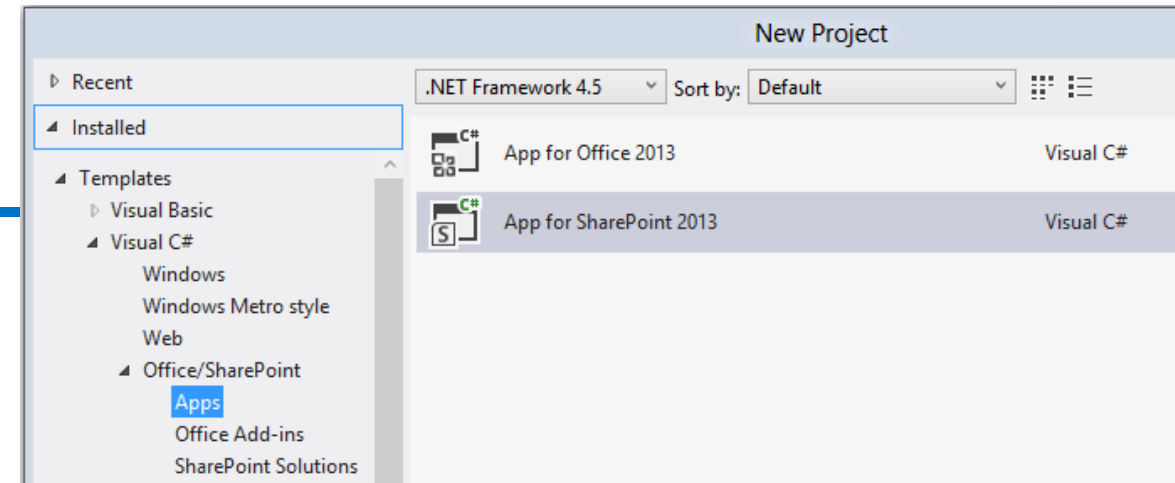 New Project
Recent
Installed
Templates
Visual Basic
Visual C#
Windows
Windows Metro style
Web
Office/SharePoint
Apps
Office Add-ins
SharePoint Solutions
.NET Framework 4.5 Sort by: Default
C# App for Office 2013 Visual C#
C# S App for SharePoint 2013 Visual C#